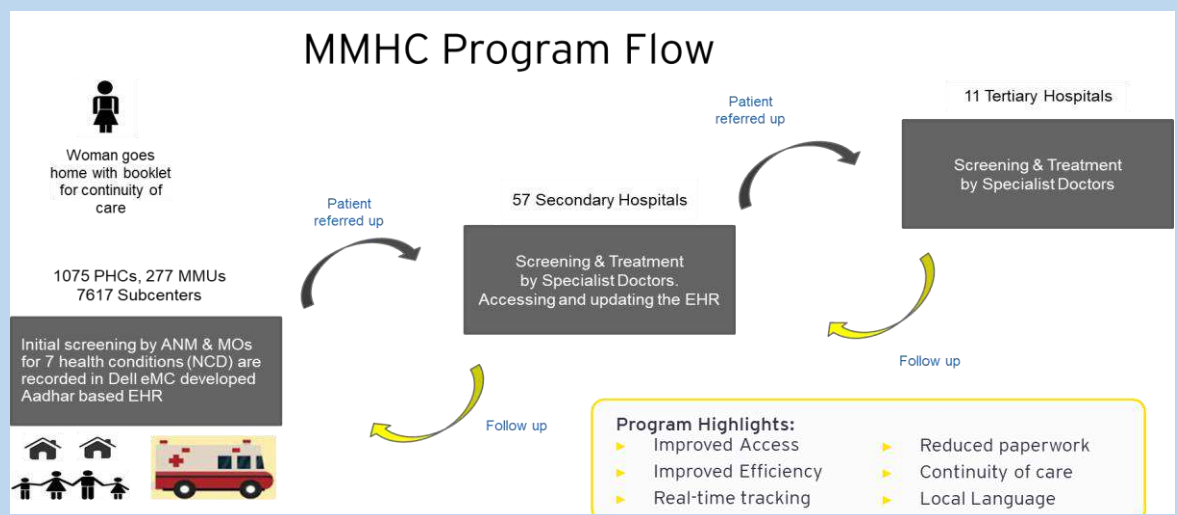 MMHC Program Flow
Woman goes
home with booklet
for continuity of
care
1075 PHCs, 277 MMUs
7617 Subcenters
Initial screening by ANM & MOs
for 7 health conditions (NCD) are
recorded in Dell eMC developed
Aadhar based EHR
Patient
referred up
Follow up
57 Secondary Hospitals
Screening & Treatment
by Specialist Doctors.
Accessing and updating the EHR
Patient
referred up
Follow up
11 Tertiary Hospitals
Screening & Treatment
by Specialist Doctors
Program Highlights:
► Improved Access
► Improved Efficiency
► Real-time tracking
► Reduced paperwork
► Continuity of care
► Local Language